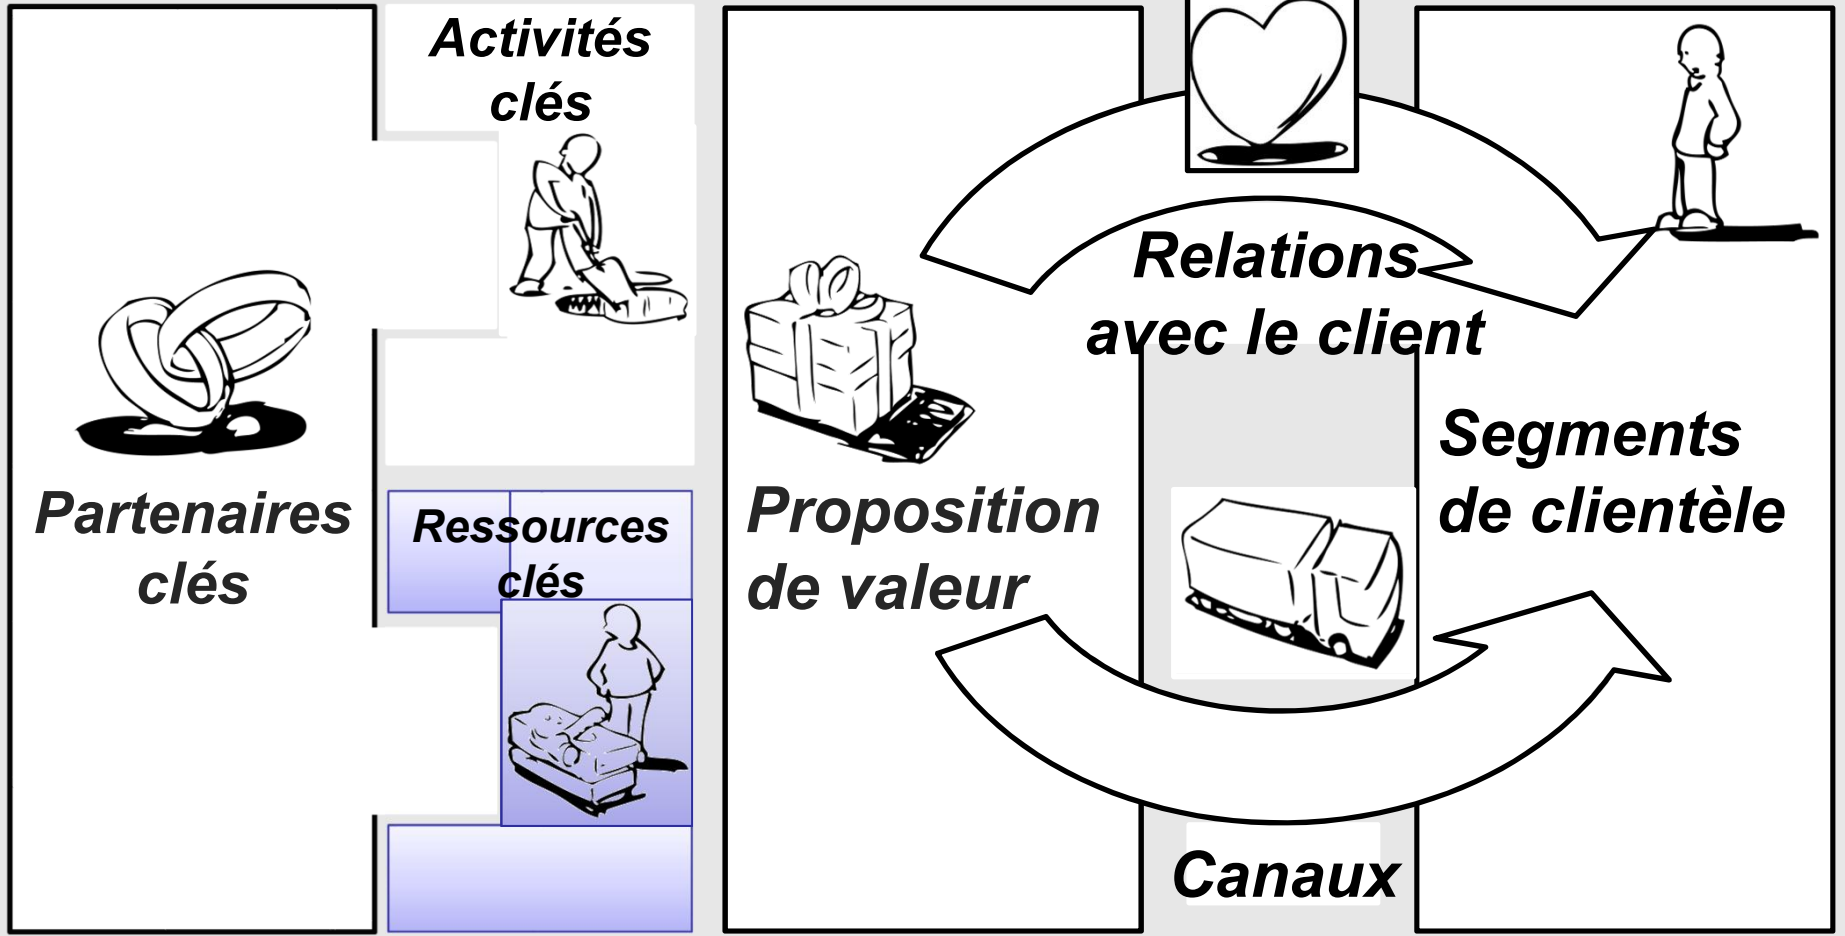 Activités
clés
Partenaires
clés
Ressources
clés
Proposition
de valeur
Relations
avec le client
Segments
de clientèle
Canaux